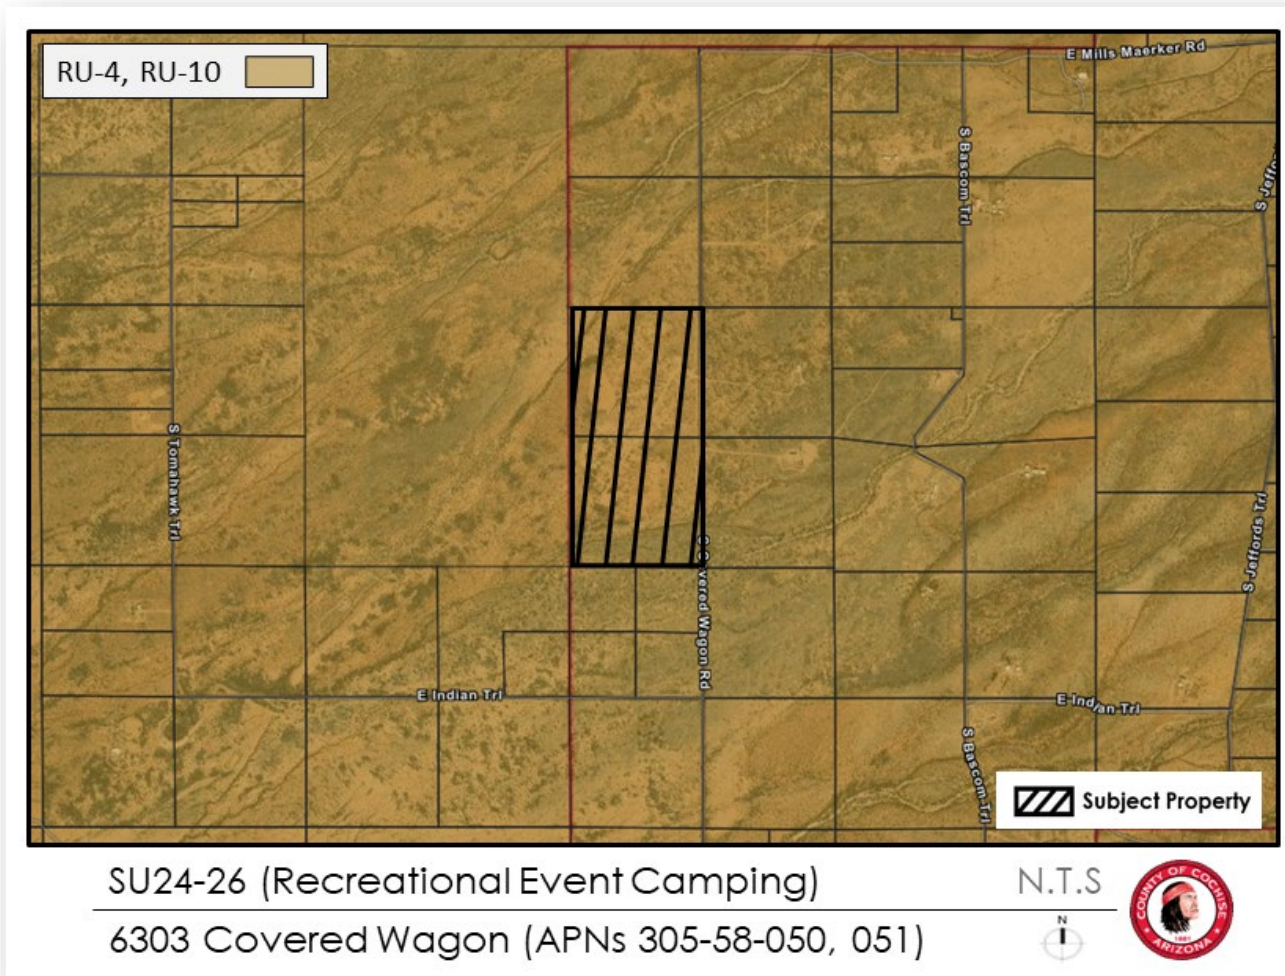 RU-4, RU-10
E Mills Maerker Rd
S Bascom Trl
S Tomahawk Trl
S Jeffords Trl
Covered Wagon Rd
E Indian Trl
E Indian Trl
S Bascom Trl
Subject Property
SU24-26 (Recreational Event Camping)
N.T.S
6303 Covered Wagon (APNs 305-58-050, 051)
N
COUNTY OF COCHISE
1881
ARIZONA